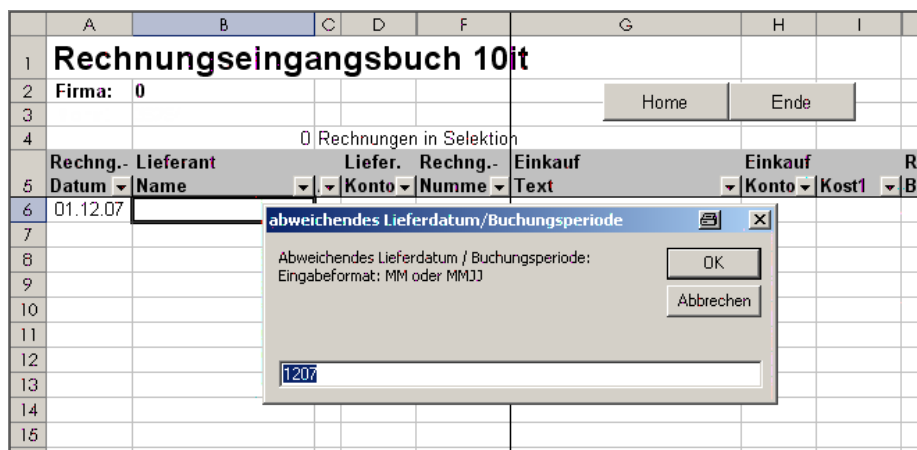 A B C D F G H I
1 Rechnungseingangsbuch 10it
2 Firma: 0
Home Ende
3
4 0 Rechnungen in Selektion
Rechng.- Lieferant Liefer. Rechng.- Einkauf Einkauf R
5 Datum Name . Konto Numme Text Konto Kost1 B
6 01.12.07
abweichendes Lieferdatum/Buchungsperiode
7
8 Abweichendes Lieferdatum / Buchungsperiode: OK
Eingabeformat: MM oder MMJJ
9
10 Abbrechen
11
12
13 1207
14
15